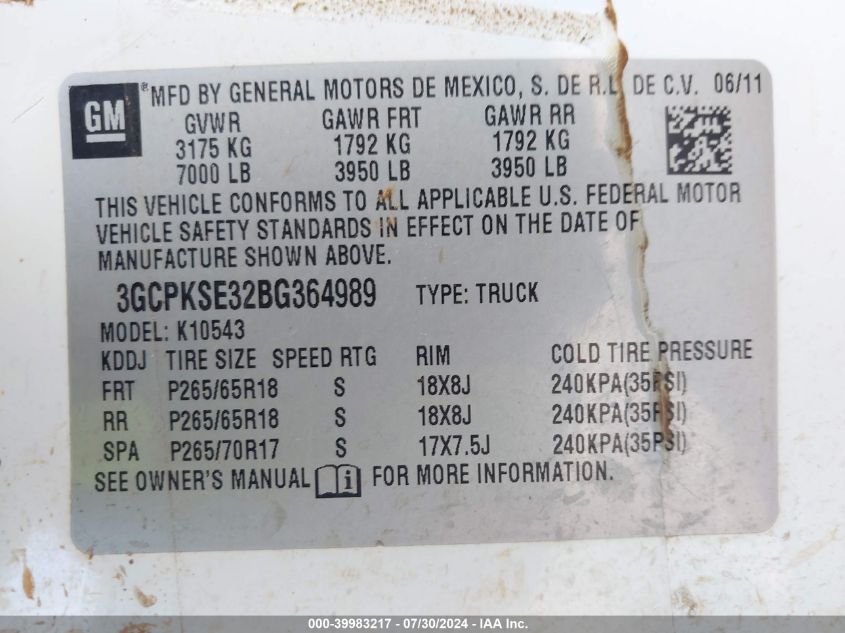 GM ® MFD BY GENERAL MOTORS DE MEXICO, S. DE R.L. DE C.V. 06/11
GVWR GAWR FRT GAWR RR
3175 KG 1792 KG 1792 KG
7000 LB 3950 LB 3950 LB
THIS VEHICLE CONFORMS TO ALL APPLICABLE U.S. FEDERAL MOTOR
VEHICLE SAFETY STANDARDS IN EFFECT ON THE DATE OF
MANUFACTURE SHOWN ABOVE.
3GCPKSE32BG364989 TYPE: TRUCK
MODEL: K10543
KDDJ TIRE SIZE SPEED RTG RIM COLD TIRE PRESSURE
FRT P265/65R18 S 18X8J 240KPA(35PSI)
RR P265/65R18 S 18X8J 240KPA(35PSI)
SPA P265/70R17 S 17X7.5J 240KPA(35PSI)
SEE OWNER'S MANUAL i FOR MORE INFORMATION.
000-39983217 - 07/30/2024 - IAA Inc.